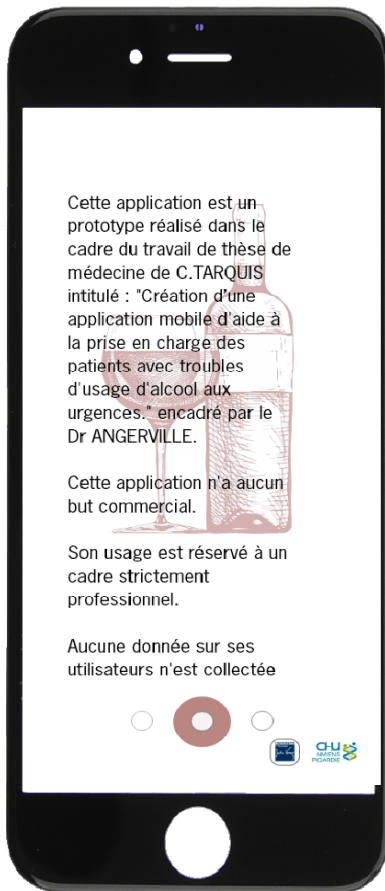 Cette application est un
prototype réalisé dans le
cadre du travail de thèse de
médecine de C.TARQUIS
intitulé : "Création d'une
application mobile d'aide à
la prise en charge des
patients avec troubles
d'usage d'alcool aux
urgences." encadré par le
Dr ANGERVILLE.
Cette application n'a aucun
but commercial.
Son usage est réservé à un
cadre strictement
professionnel.
Aucune donnée sur ses
utilisateurs n'est collectée
CHU
AMIENS
PICARDIE